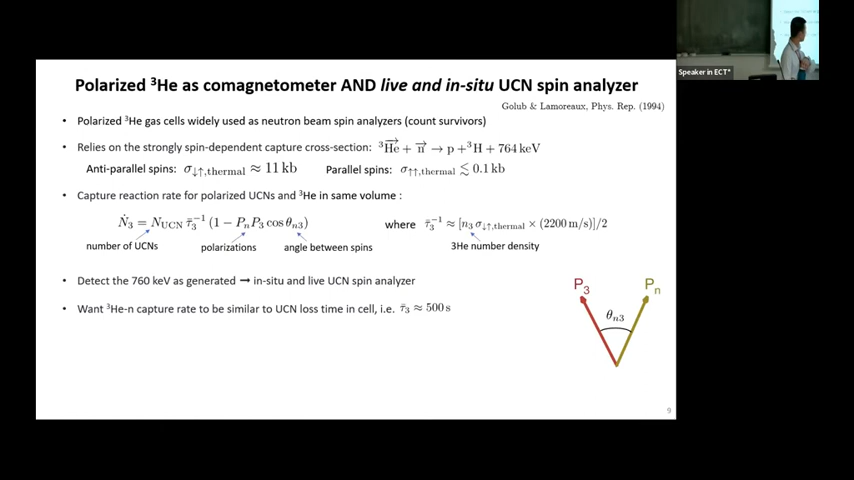 Speaker in ECT*
Polarized ³He as comagnetometer AND live and in-situ UCN spin analyzer
Golub & Lamoreaux, Phys. Rep. (1994)
• Polarized ³He gas cells widely used as neutron beam spin analyzers (count survivors)
• Relies on the strongly spin-dependent capture cross-section: ³He⃗ + n⃗ → p + ³H + 764 keV
Anti-parallel spins: σ↓↑,thermal ≈ 11 kb Parallel spins: σ↑↑,thermal ≲ 0.1 kb
• Capture reaction rate for polarized UCNs and ³He in same volume :
Ṅ₃ = N_UCN τ̄₃⁻¹ (1 − PₙP₃ cos θₙ₃) where τ̄₃⁻¹ ≈ [n₃ σ↓↑,thermal × (2200 m/s)]/2
number of UCNs polarizations angle between spins 3He number density
• Detect the 760 keV as generated → in-situ and live UCN spin analyzer
• Want ³He-n capture rate to be similar to UCN loss time in cell, i.e. τ̄₃ ≈ 500 s
P₃ Pₙ
θₙ₃
9